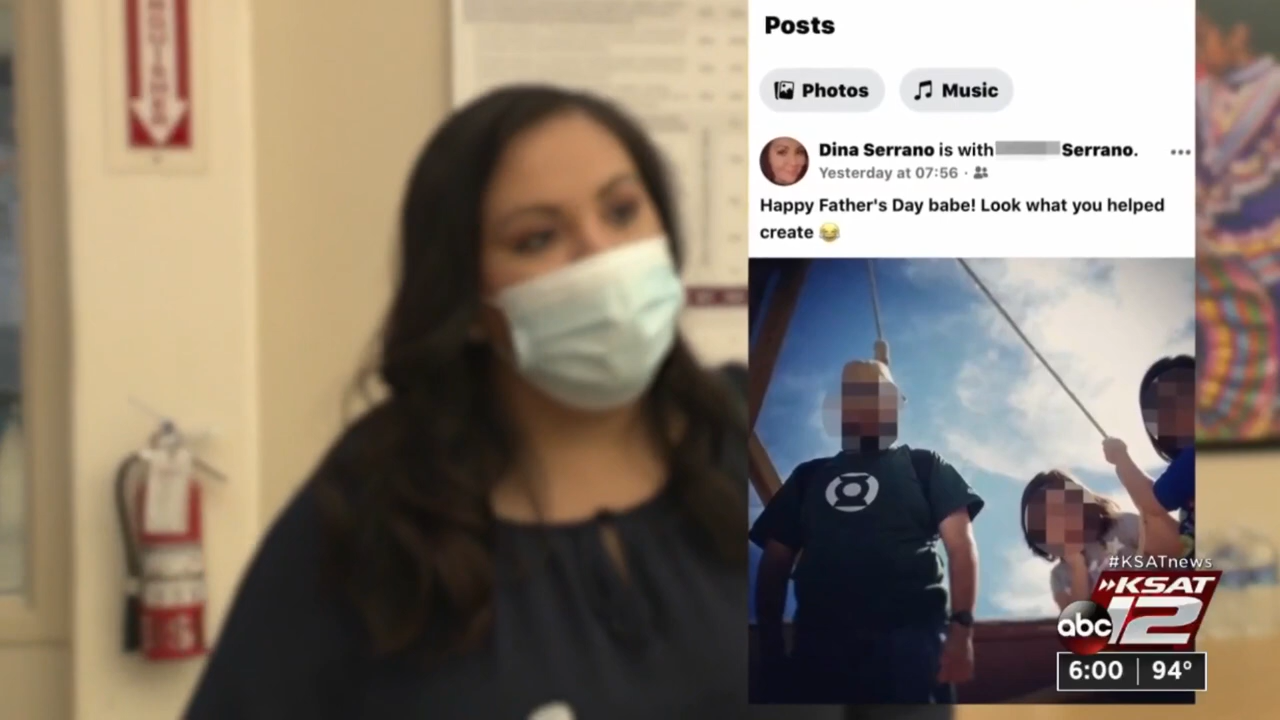 Posts
Photos
Music
Dina Serrano is with
Serrano.
Yesterday at 07:56 ·
Happy Father's Day babe! Look what you helped
create 😂
#KSATnews
»KSAT
abc 12
6:00 | 94°